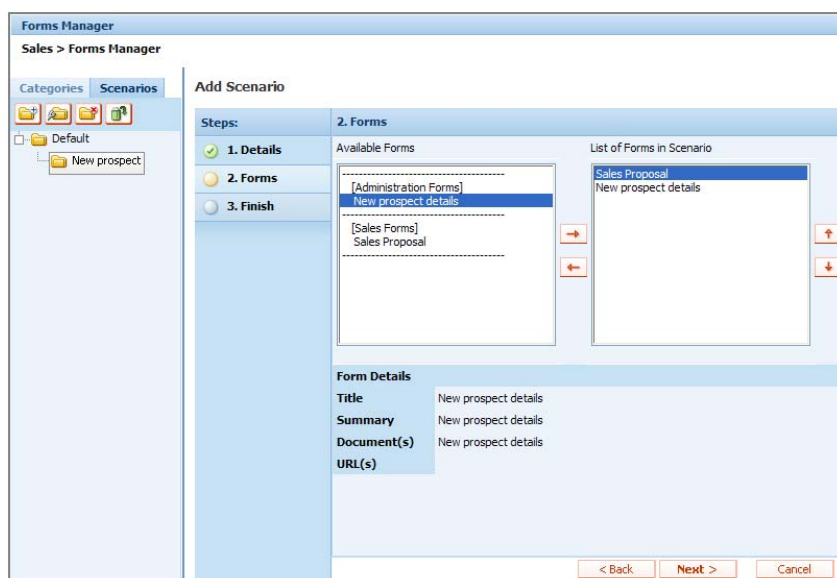 Forms Manager
Sales > Forms Manager
Categories Scenarios
Default
New prospect
Add Scenario
Steps:
1. Details
2. Forms
3. Finish
2. Forms
Available Forms
----------------------------------------
[Administration Forms]
New prospect details
----------------------------------------
[Sales Forms]
Sales Proposal
----------------------------------------
List of Forms in Scenario
Sales Proposal
New prospect details
Form Details
Title New prospect details
Summary New prospect details
Document(s) New prospect details
URL(s)
< Back Next > Cancel